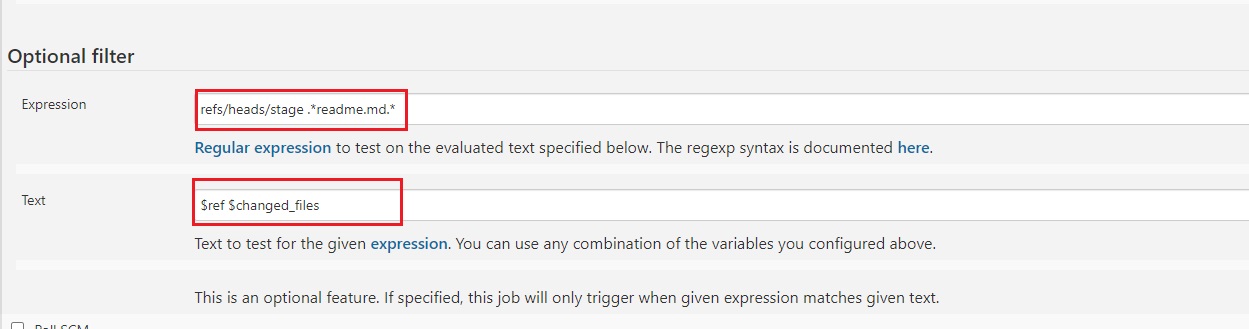 Optional filter
Expression
refs/heads/stage .*readme.md.*
Regular expression to test on the evaluated text specified below. The regexp syntax is documented here.
Text
$ref $changed_files
Text to test for the given expression. You can use any combination of the variables you configured above.
This is an optional feature. If specified, this job will only trigger when given expression matches given text.
Poll SCM